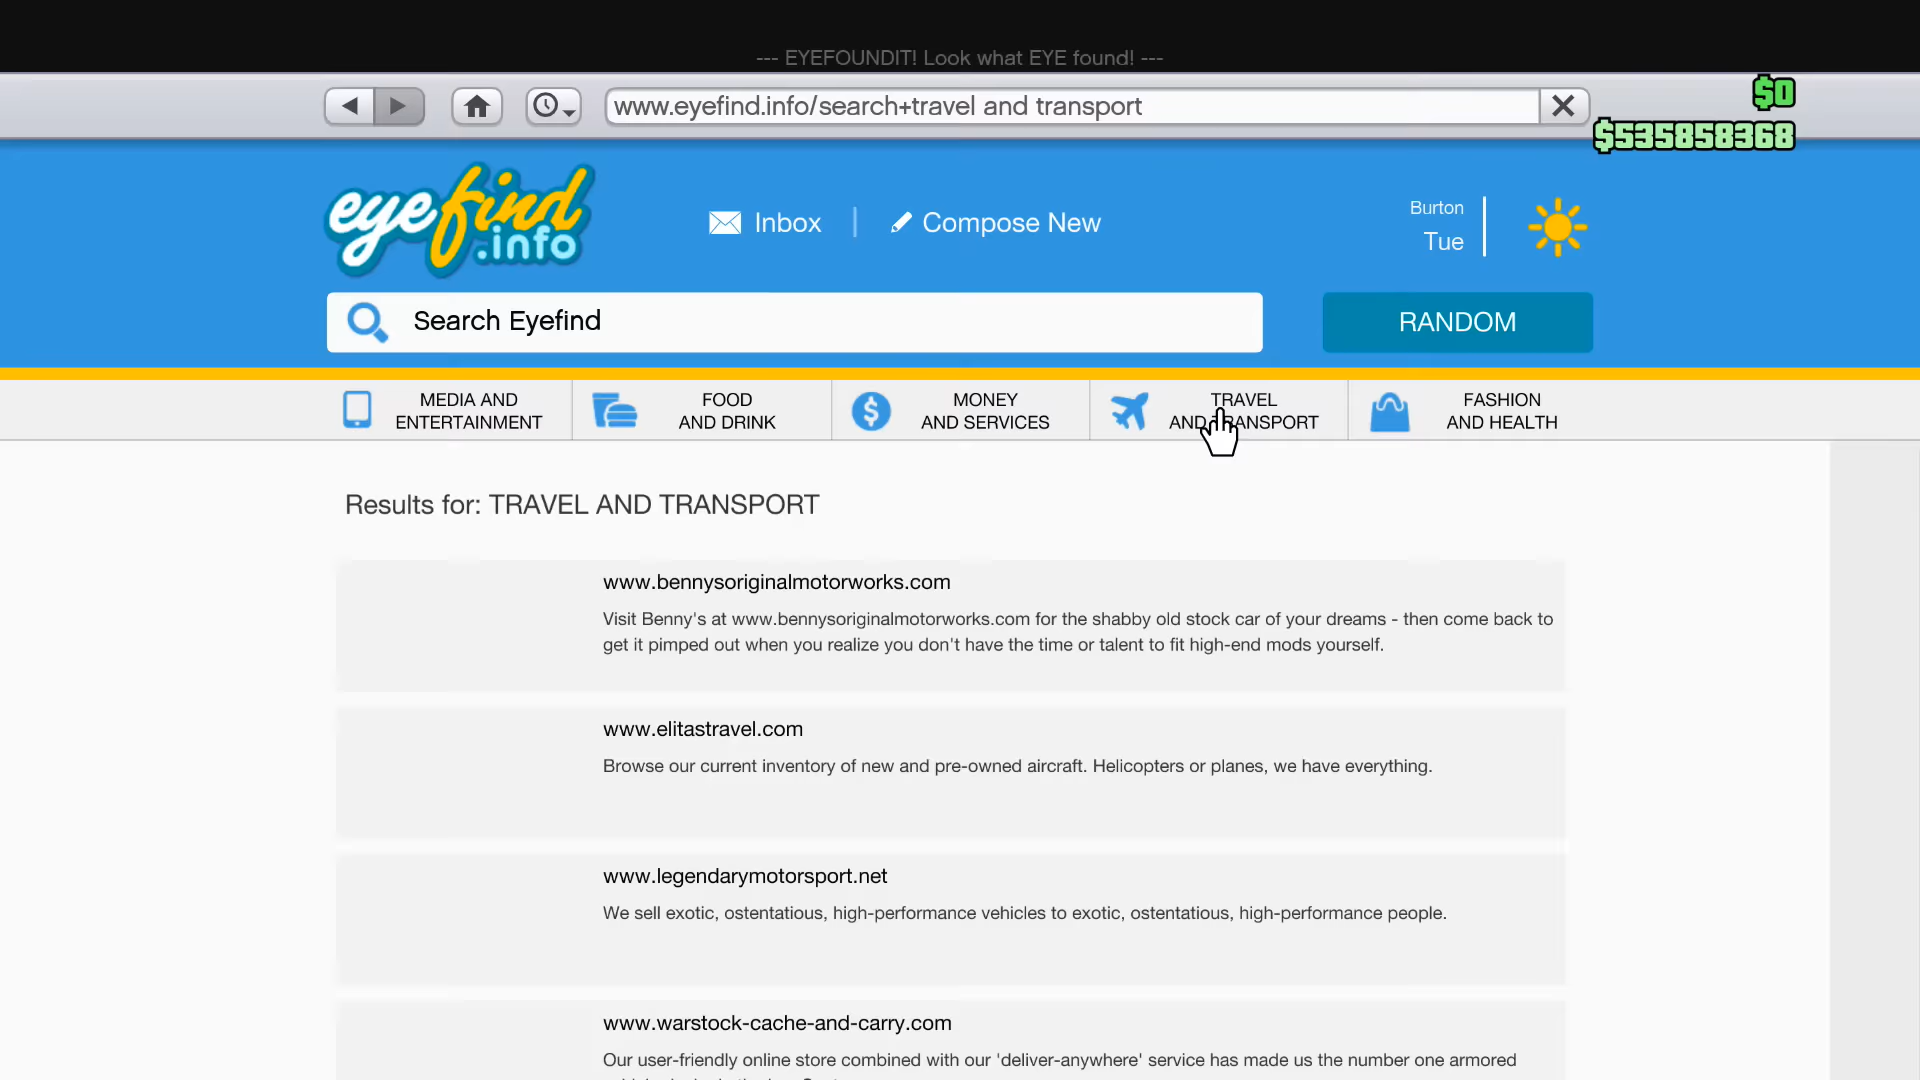 --- EYEFOUNDIT! Look what EYE found! ---
www.eyefind.info/search+travel and transport
$0
$535858368
eyefind
.info
Inbox
Compose New
Burton
Tue
Search Eyefind
RANDOM
MEDIA AND
ENTERTAINMENT
FOOD
AND DRINK
MONEY
AND SERVICES
TRAVEL
AND TRANSPORT
FASHION
AND HEALTH
Results for: TRAVEL AND TRANSPORT
www.bennysoriginalmotorworks.com
Visit Benny's at www.bennysoriginalmotorworks.com for the shabby old stock car of your dreams - then come back to
get it pimped out when you realize you don't have the time or talent to fit high-end mods yourself.
www.elitastravel.com
Browse our current inventory of new and pre-owned aircraft. Helicopters or planes, we have everything.
www.legendarymotorsport.net
We sell exotic, ostentatious, high-performance vehicles to exotic, ostentatious, high-performance people.
www.warstock-cache-and-carry.com
Our user-friendly online store combined with our 'deliver-anywhere' service has made us the number one armored